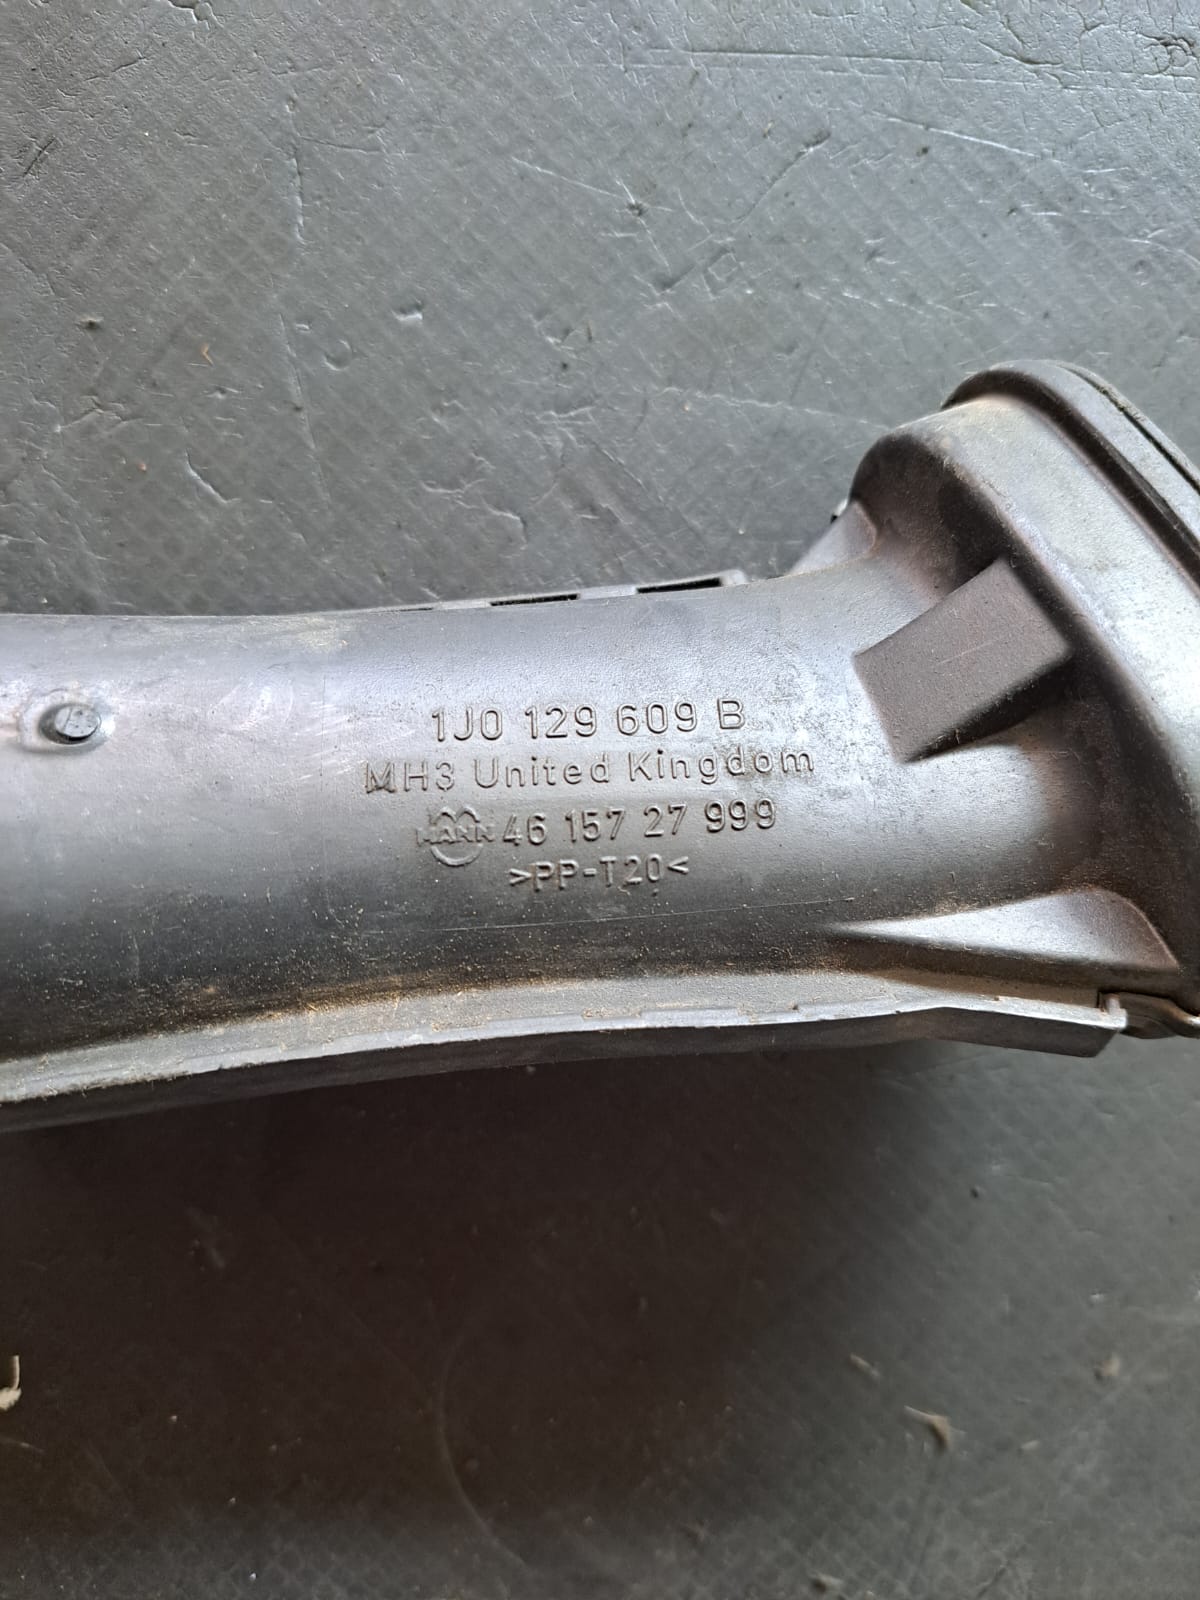 1J0 129 609 B
MH3 United Kingdom
MANN 46 157 27 999
>PP-T20<